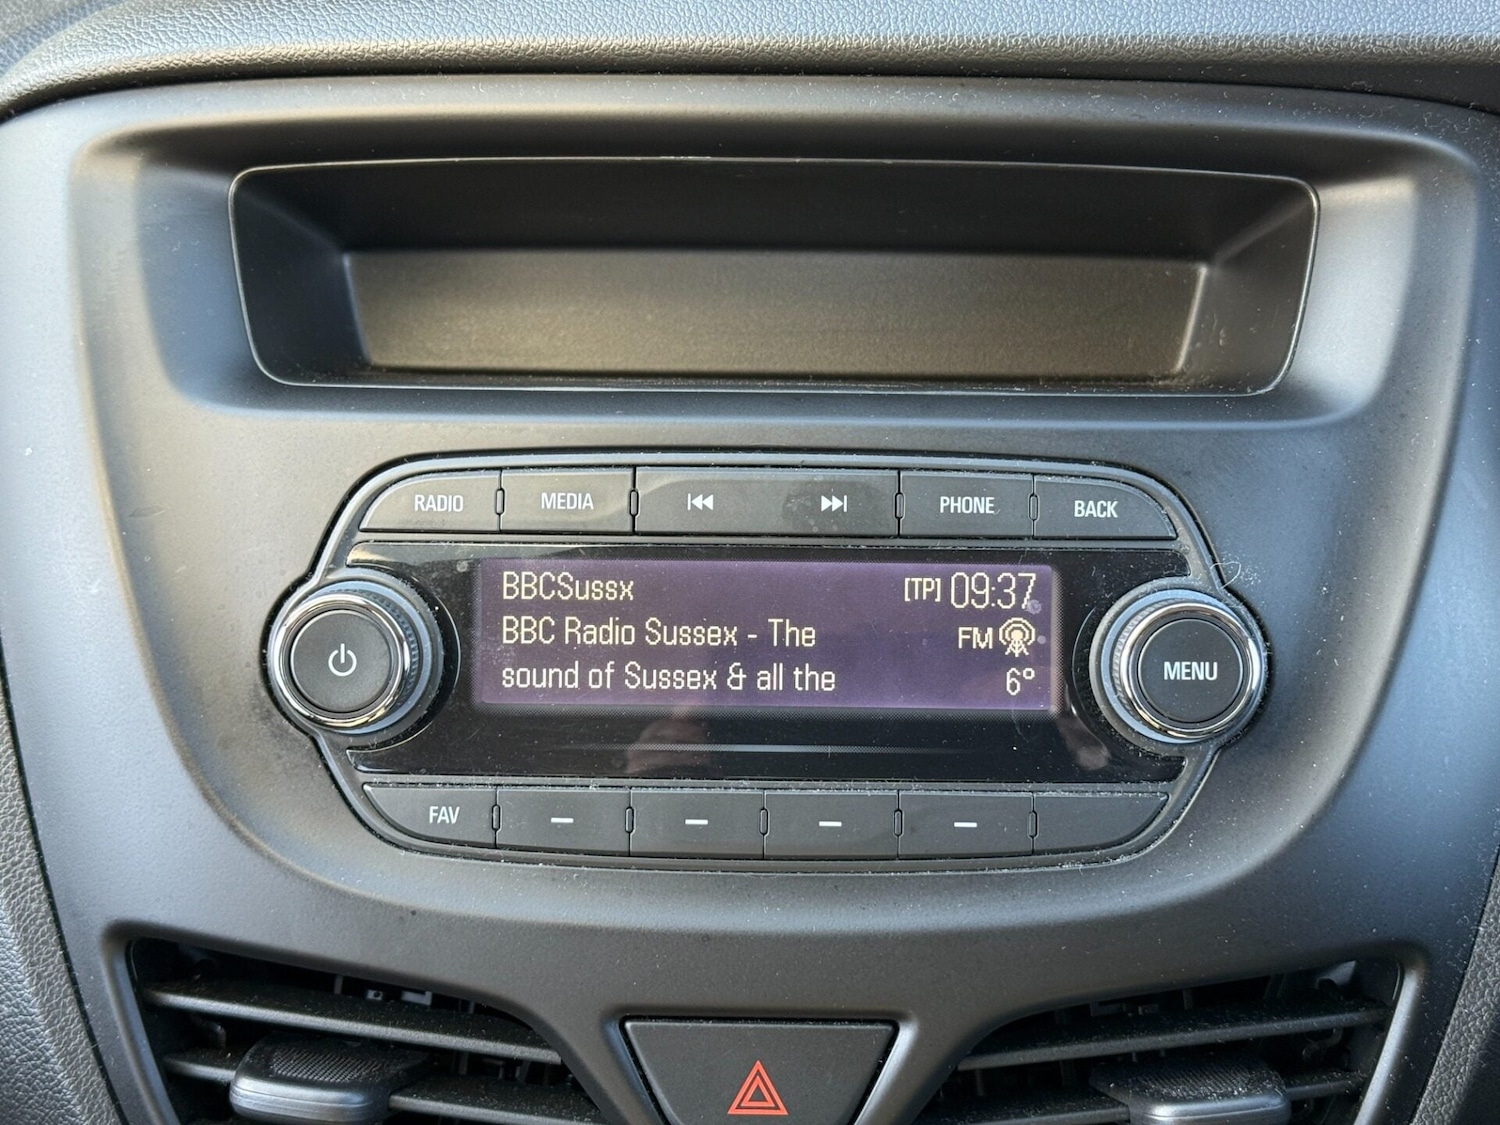 RADIO MEDIA PHONE BACK
BBCSussx [TP] 09:37
BBC Radio Sussex - The FM
sound of Sussex & all the 6°
MENU
FAV